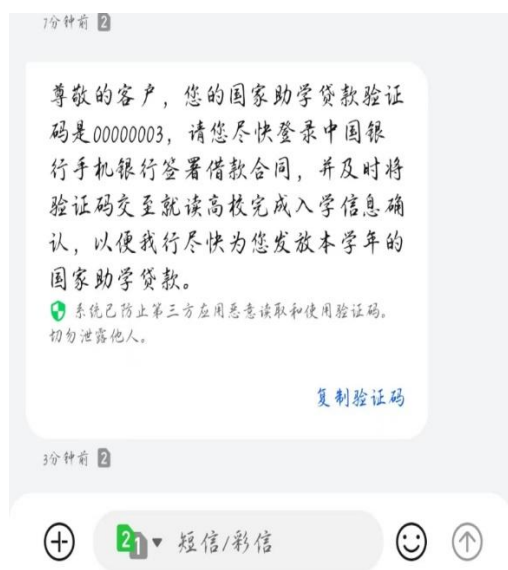 7分钟前 2
尊敬的客户，您的国家助学贷款验证
码是00000003，请您尽快登录中国银
行手机银行签署借款合同，并及时将
验证码交至就读高校完成入学信息确
认，以便我行尽快为您发放本学年的
国家助学贷款。
系统已防止第三方应用恶意读取和使用验证码。
切勿泄露他人。
复制验证码
3分钟前 2
2 1 短信/彩信